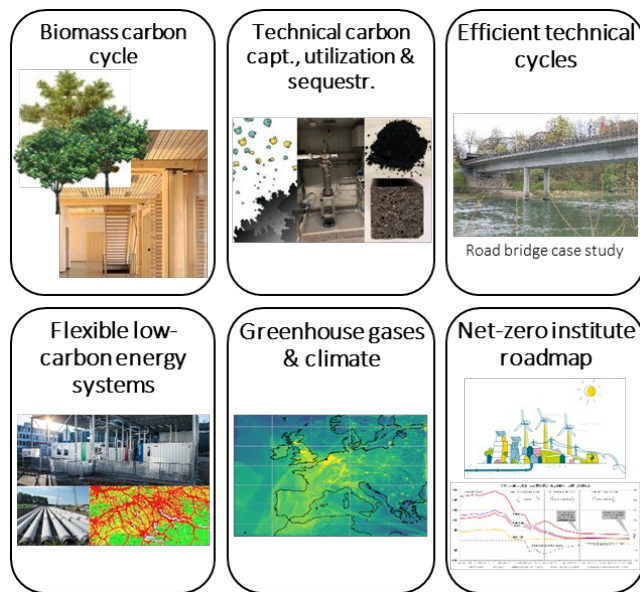 Biomass carbon
cycle
Technical carbon
capt., utilization &
sequestr.
Efficient technical
cycles
Road bridge case study
Flexible low-
carbon energy
systems
Greenhouse gases
& climate
Net-zero institute
roadmap